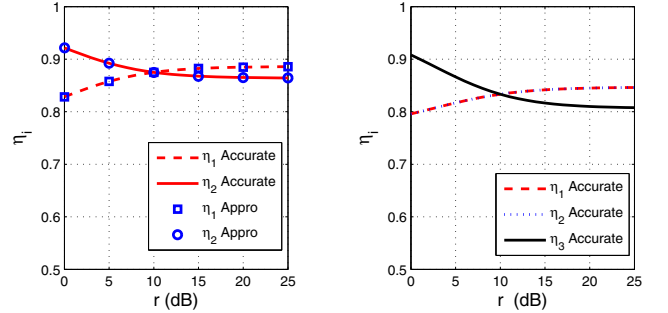 1
0.9
0.8
0.7
0.6
0.5
η_i
0 5 10 15 20 25
r (dB)
η_1 Accurate
η_2 Accurate
η_1 Appro
η_2 Appro
1
0.9
0.8
0.7
0.6
0.5
η_i
0 5 10 15 20 25
r (dB)
η_1 Accurate
η_2 Accurate
η_3 Accurate